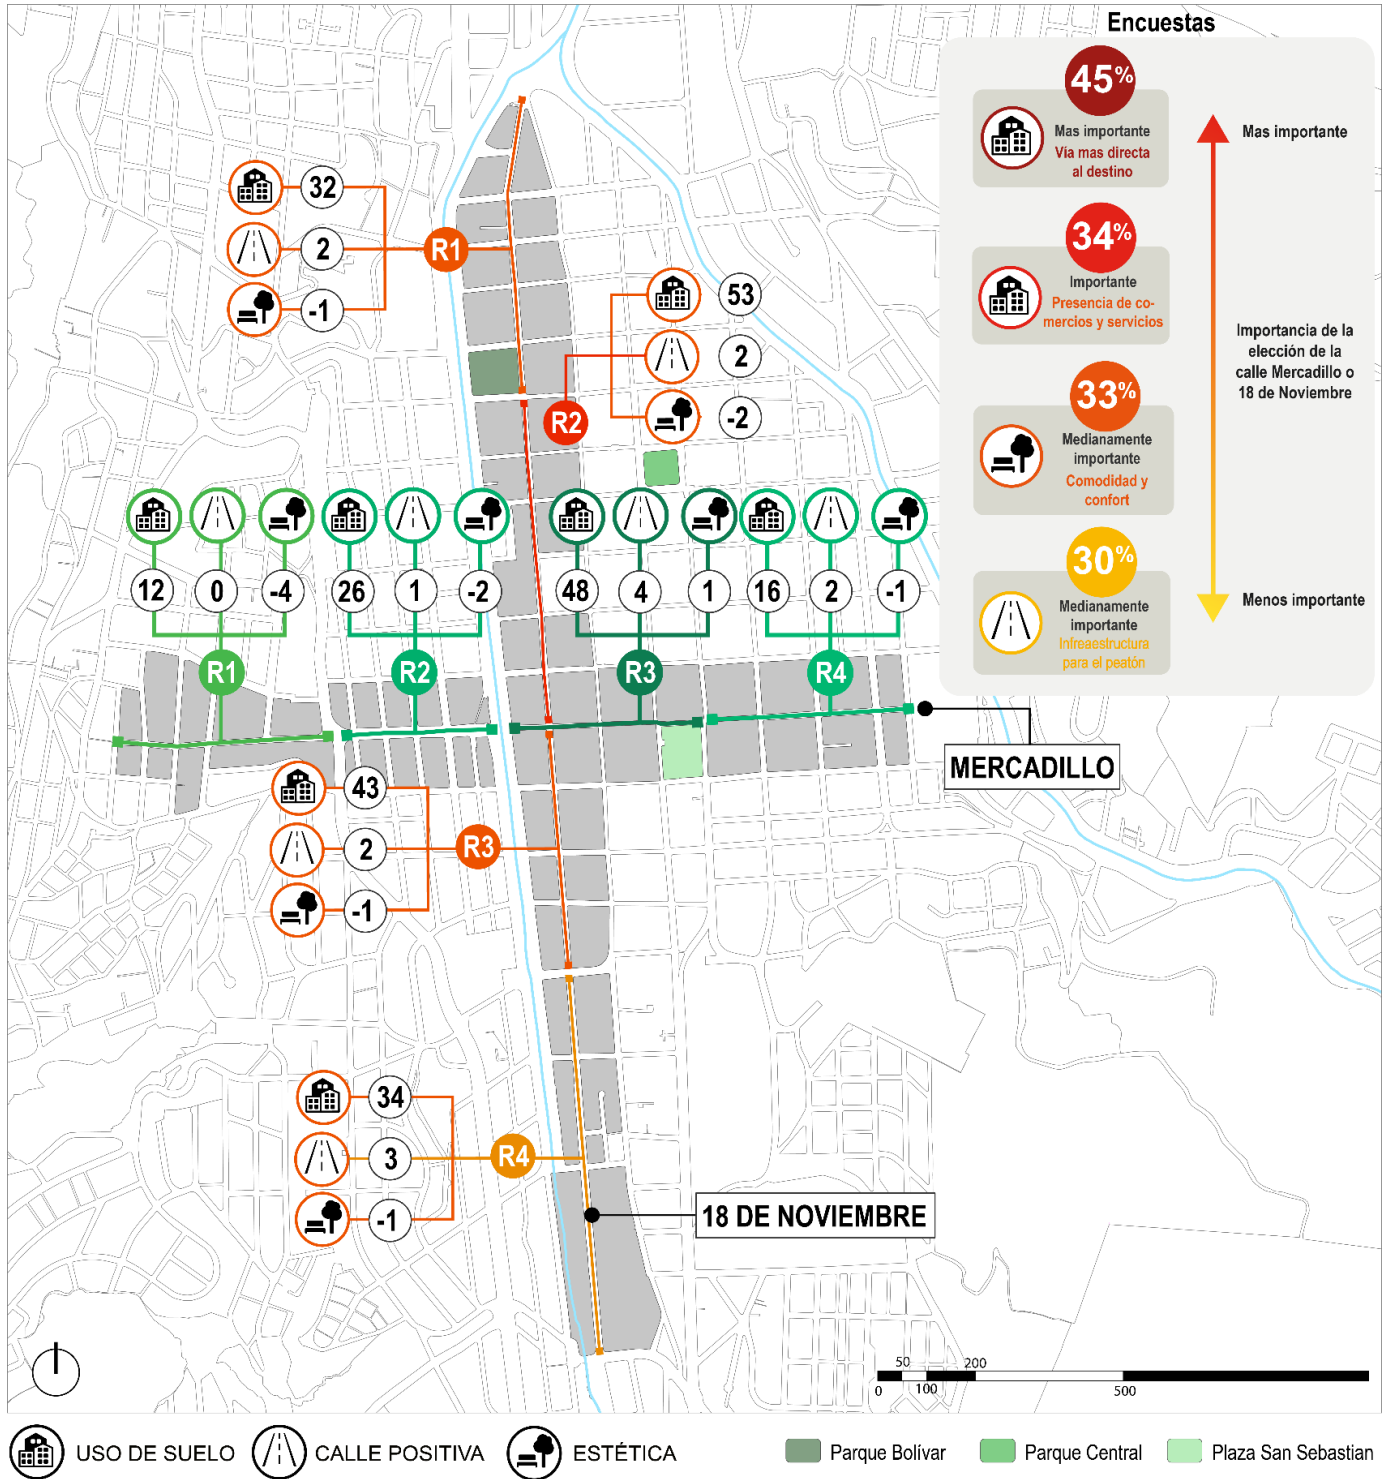 Encuestas
45%
Mas importante
Vía mas directa
al destino
34%
Importante
Presencia de co-
mercios y servicios
33%
Medianamente
importante
Comodidad y
confort
30%
Medianamente
importante
Infraestructura
para el peatón
Mas importante
Importancia de la
elección de la
calle Mercadillo o
18 de Noviembre
Menos importante
32
2
-1
R1
53
2
-2
R2
12
0
-4
R1
26
1
-2
R2
48
4
1
R3
16
2
-1
R4
MERCADILLO
43
2
-1
R3
34
3
-1
R4
18 DE NOVIEMBRE
0
50
100
200
500
USO DE SUELO
CALLE POSITIVA
ESTÉTICA
Parque Bolívar
Parque Central
Plaza San Sebastian